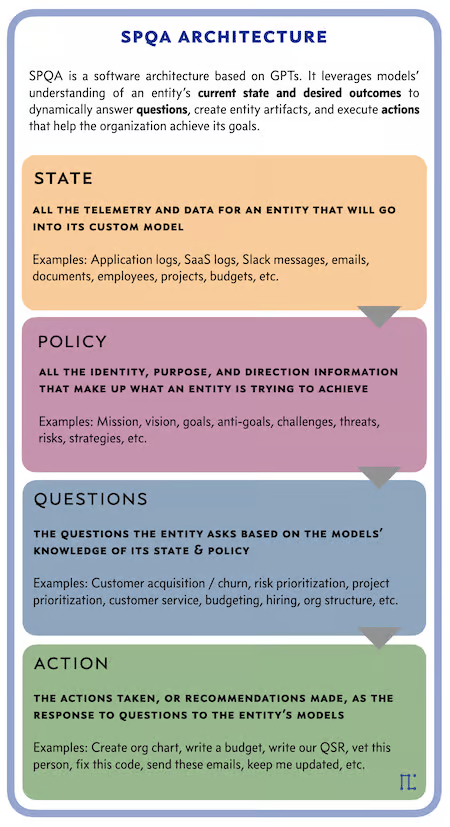 SPQA ARCHITECTURE
SPQA is a software architecture based on GPTs. It leverages models'
understanding of an entity's current state and desired outcomes to
dynamically answer questions, create entity artifacts, and execute actions
that help the organization achieve its goals.
STATE
ALL THE TELEMETRY AND DATA FOR AN ENTITY THAT WILL GO
INTO ITS CUSTOM MODEL
Examples: Application logs, SaaS logs, Slack messages, emails,
documents, employees, projects, budgets, etc.
POLICY
ALL THE IDENTITY, PURPOSE, AND DIRECTION INFORMATION
THAT MAKE UP WHAT AN ENTITY IS TRYING TO ACHIEVE
Examples: Mission, vision, goals, anti-goals, challenges, threats,
risks, strategies, etc.
QUESTIONS
THE QUESTIONS THE ENTITY ASKS BASED ON THE MODELS'
KNOWLEDGE OF ITS STATE & POLICY
Examples: Customer acquisition / churn, risk prioritization, project
prioritization, customer service, budgeting, hiring, org structure, etc.
ACTION
THE ACTIONS TAKEN, OR RECOMMENDATIONS MADE, AS THE
RESPONSE TO QUESTIONS TO THE ENTITY'S MODELS
Examples: Create org chart, write a budget, write our QSR, vet this
person, fix this code, send these emails, keep me updated, etc.